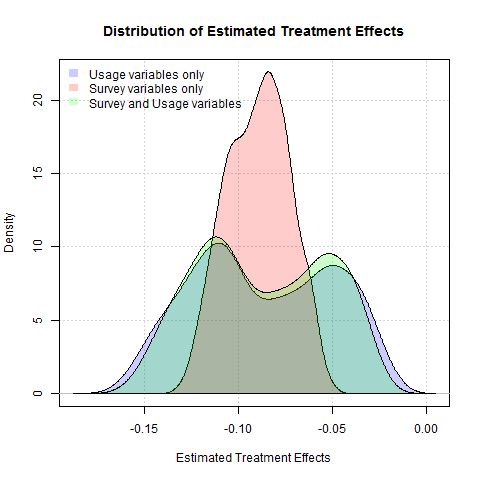 Distribution of Estimated Treatment Effects
Usage variables only
Survey variables only
Survey and Usage variables
Density
20
15
10
5
0
-0.15
-0.10
-0.05
0.00
Estimated Treatment Effects